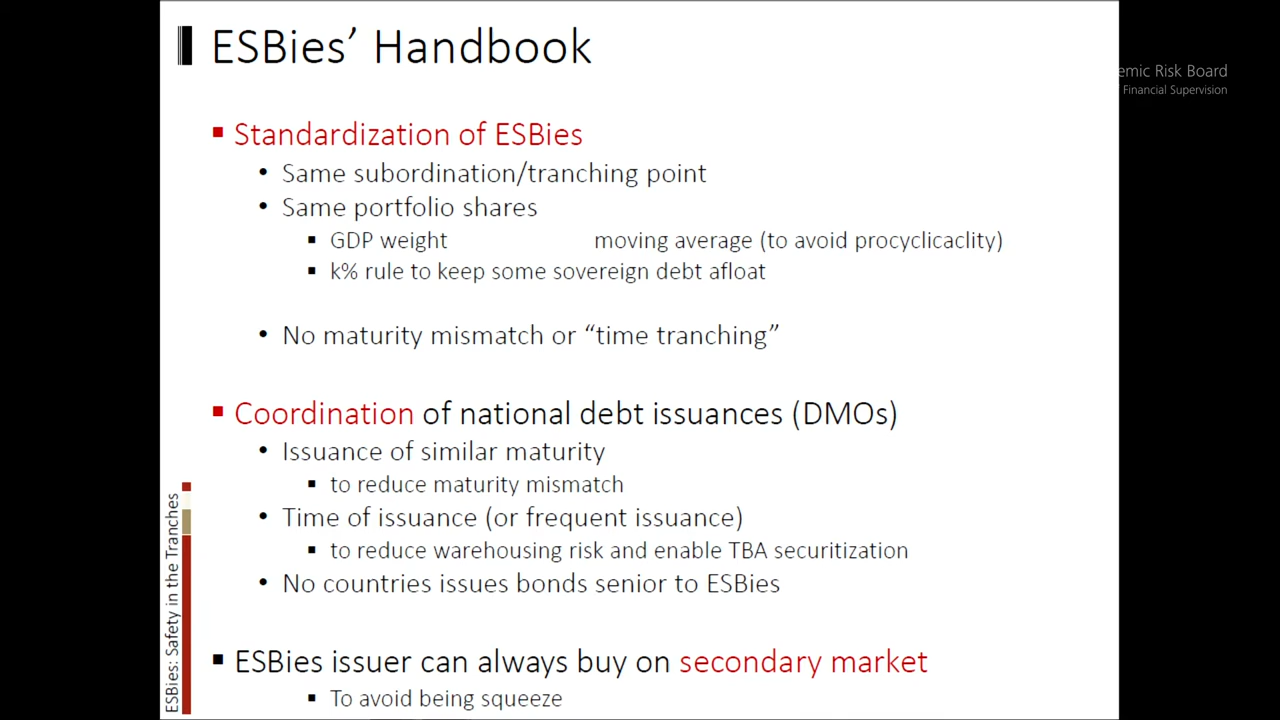 ESBies' Handbook
emic Risk Board
Financial Supervision
Standardization of ESBies
Same subordination/tranching point
Same portfolio shares
GDP weight moving average (to avoid procyclicaclity)
k% rule to keep some sovereign debt afloat
No maturity mismatch or “time tranching”
Coordination of national debt issuances (DMOs)
Issuance of similar maturity
to reduce maturity mismatch
Time of issuance (or frequent issuance)
to reduce warehousing risk and enable TBA securitization
No countries issues bonds senior to ESBies
ESBies issuer can always buy on secondary market
To avoid being squeeze
ESBies: Safety in the Tranches